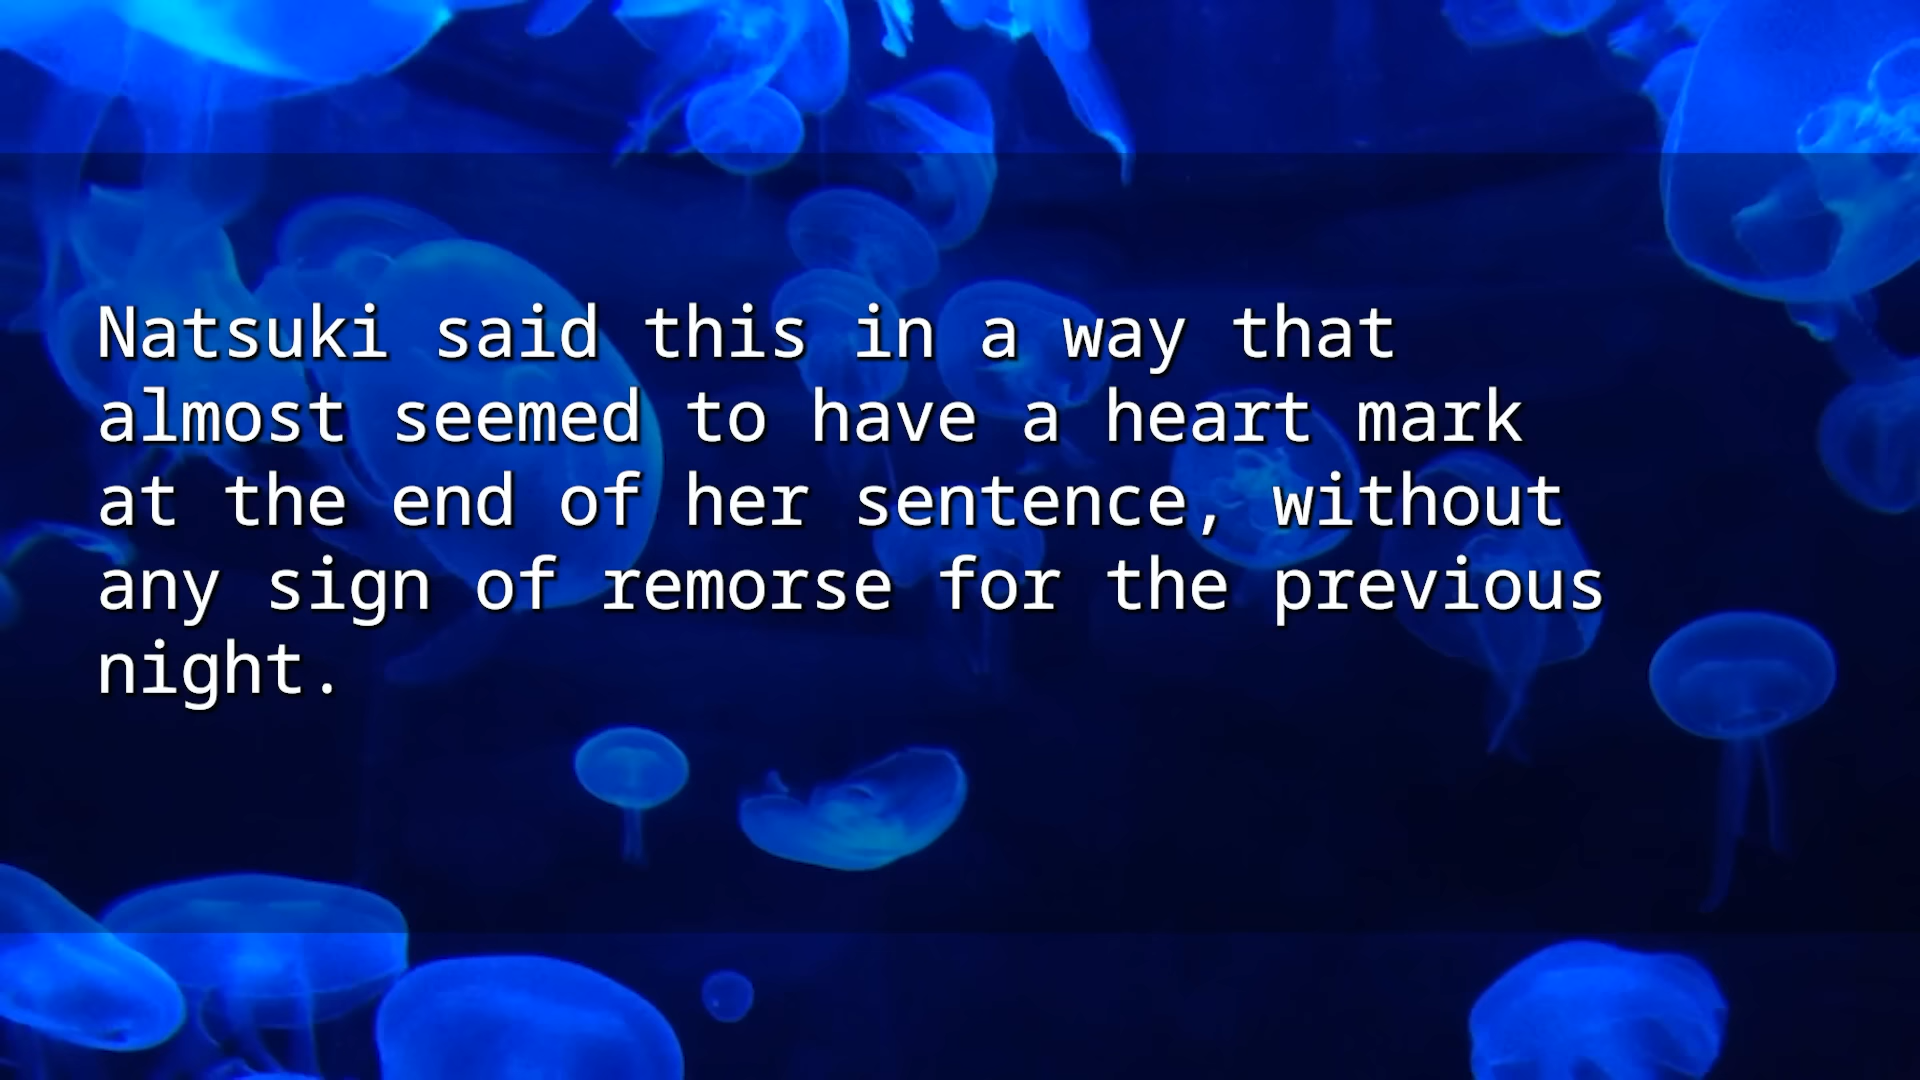 Natsuki said this in a way that
almost seemed to have a heart mark
at the end of her sentence, without
any sign of remorse for the previous
night.